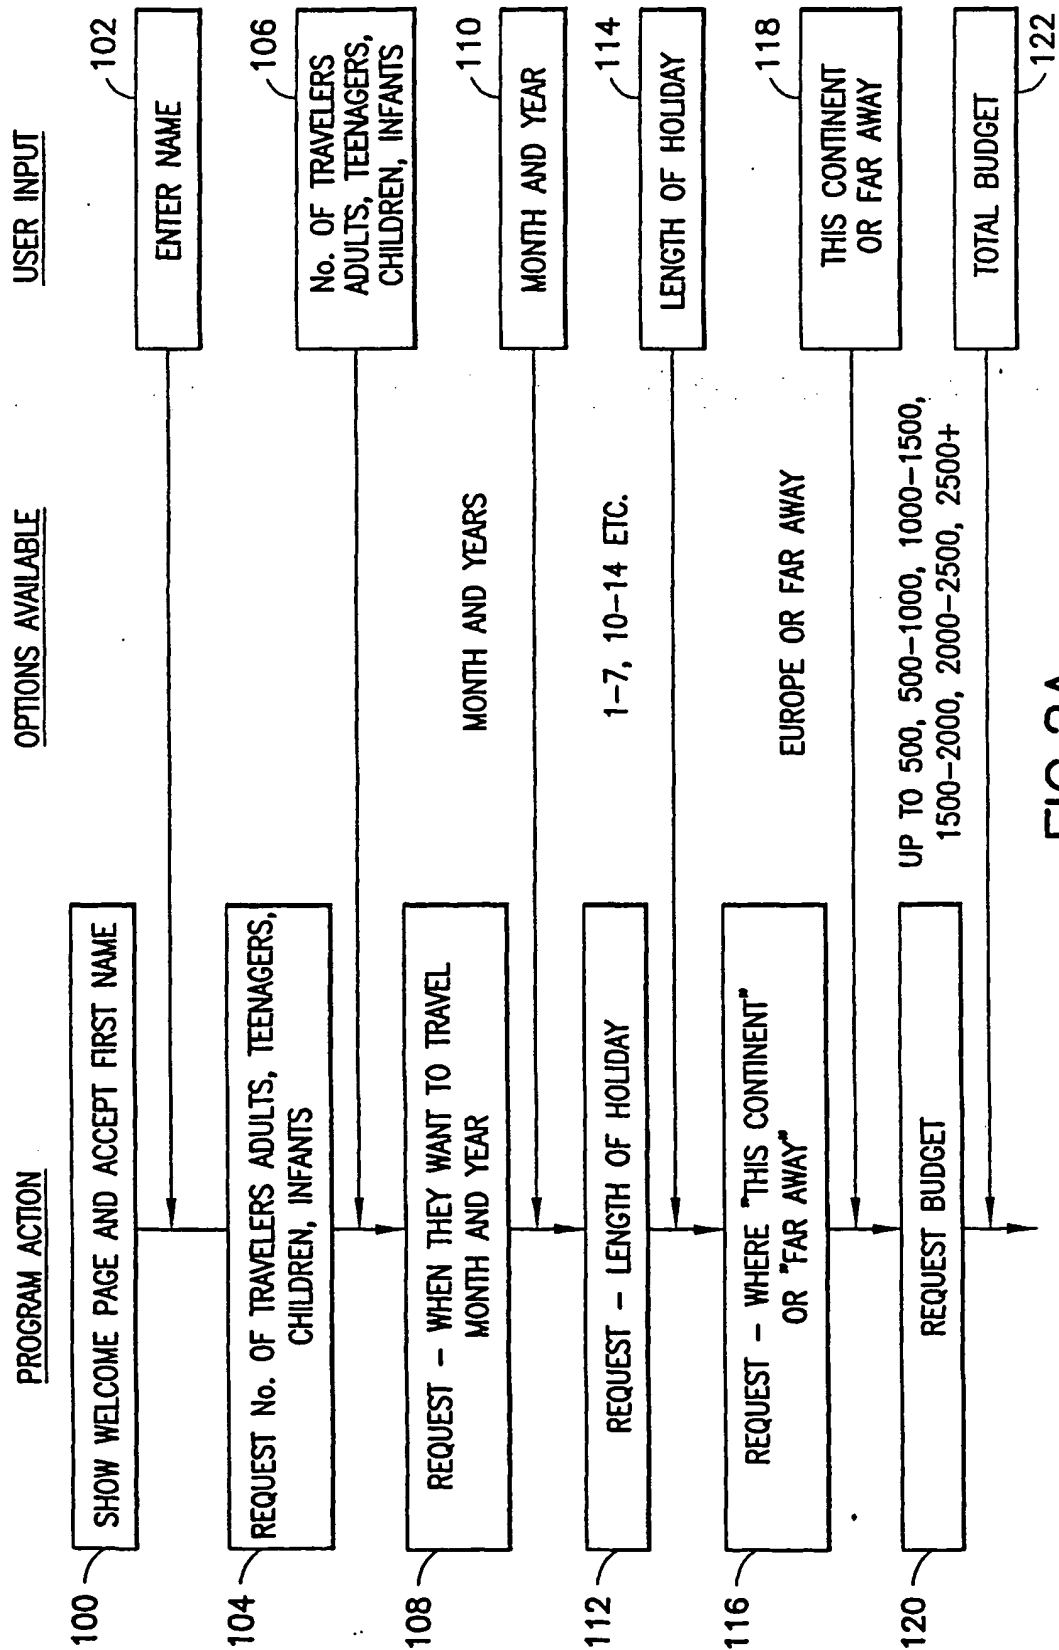 PROGRAM ACTION
OPTIONS AVAILABLE
USER INPUT
100
SHOW WELCOME PAGE AND ACCEPT FIRST NAME
ENTER NAME
102
104
REQUEST No. OF TRAVELERS ADULTS, TEENAGERS,
CHILDREN, INFANTS
No. OF TRAVELERS
ADULTS, TEENAGERS,
CHILDREN, INFANTS
106
108
REQUEST – WHEN THEY WANT TO TRAVEL
MONTH AND YEAR
MONTH AND YEARS
MONTH AND YEAR
110
112
REQUEST – LENGTH OF HOLIDAY
1–7, 10–14 ETC.
LENGTH OF HOLIDAY
114
116
REQUEST – WHERE "THIS CONTINENT"
OR "FAR AWAY"
EUROPE OR FAR AWAY
THIS CONTINENT
OR FAR AWAY
118
120
REQUEST BUDGET
UP TO 500, 500–1000, 1000–1500,
1500–2000, 2000–2500, 2500+
TOTAL BUDGET
122